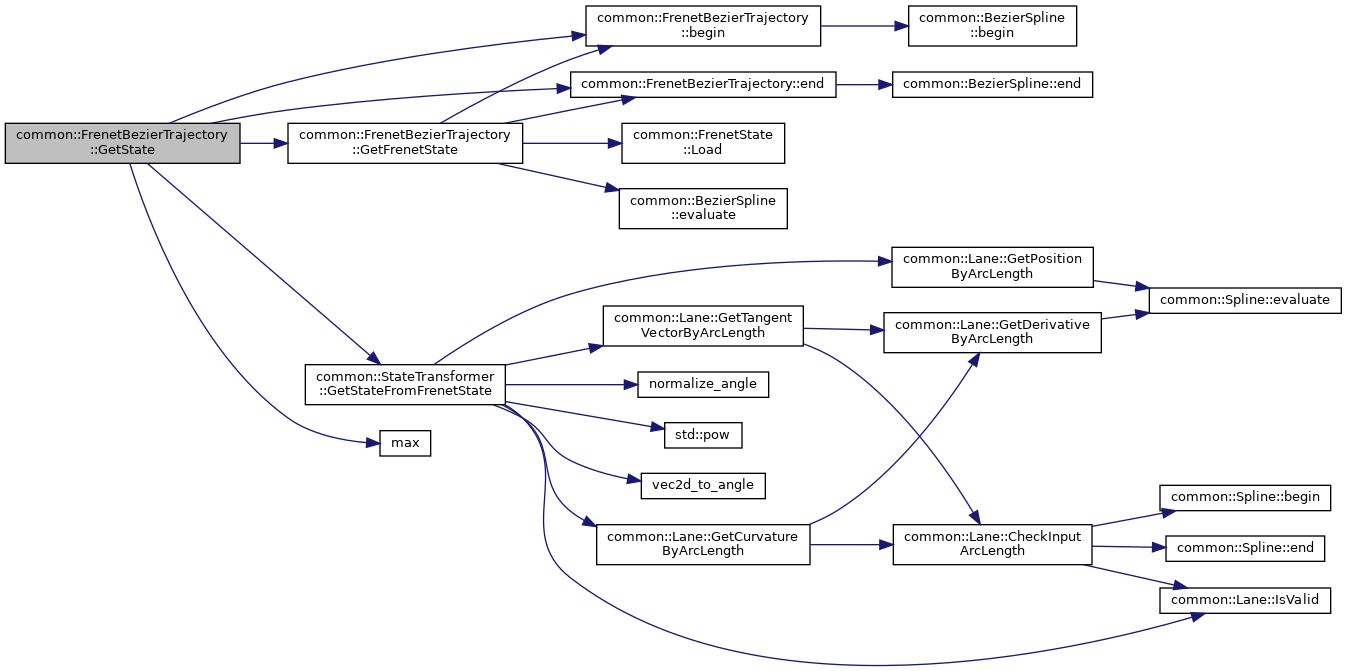 common::FrenetBezierTrajectory
::GetState
common::FrenetBezierTrajectory
::begin
common::BezierSpline
::begin
common::FrenetBezierTrajectory::end
common::BezierSpline::end
common::FrenetBezierTrajectory
::GetFrenetState
common::FrenetState
::Load
common::BezierSpline
::evaluate
common::StateTransformer
::GetStateFromFrenetState
max
common::Lane::GetPosition
ByArcLength
common::Spline::evaluate
common::Lane::GetTangent
VectorByArcLength
common::Lane::GetDerivative
ByArcLength
normalize_angle
std::pow
vec2d_to_angle
common::Lane::GetCurvature
ByArcLength
common::Lane::CheckInput
ArcLength
common::Spline::begin
common::Spline::end
common::Lane::IsValid